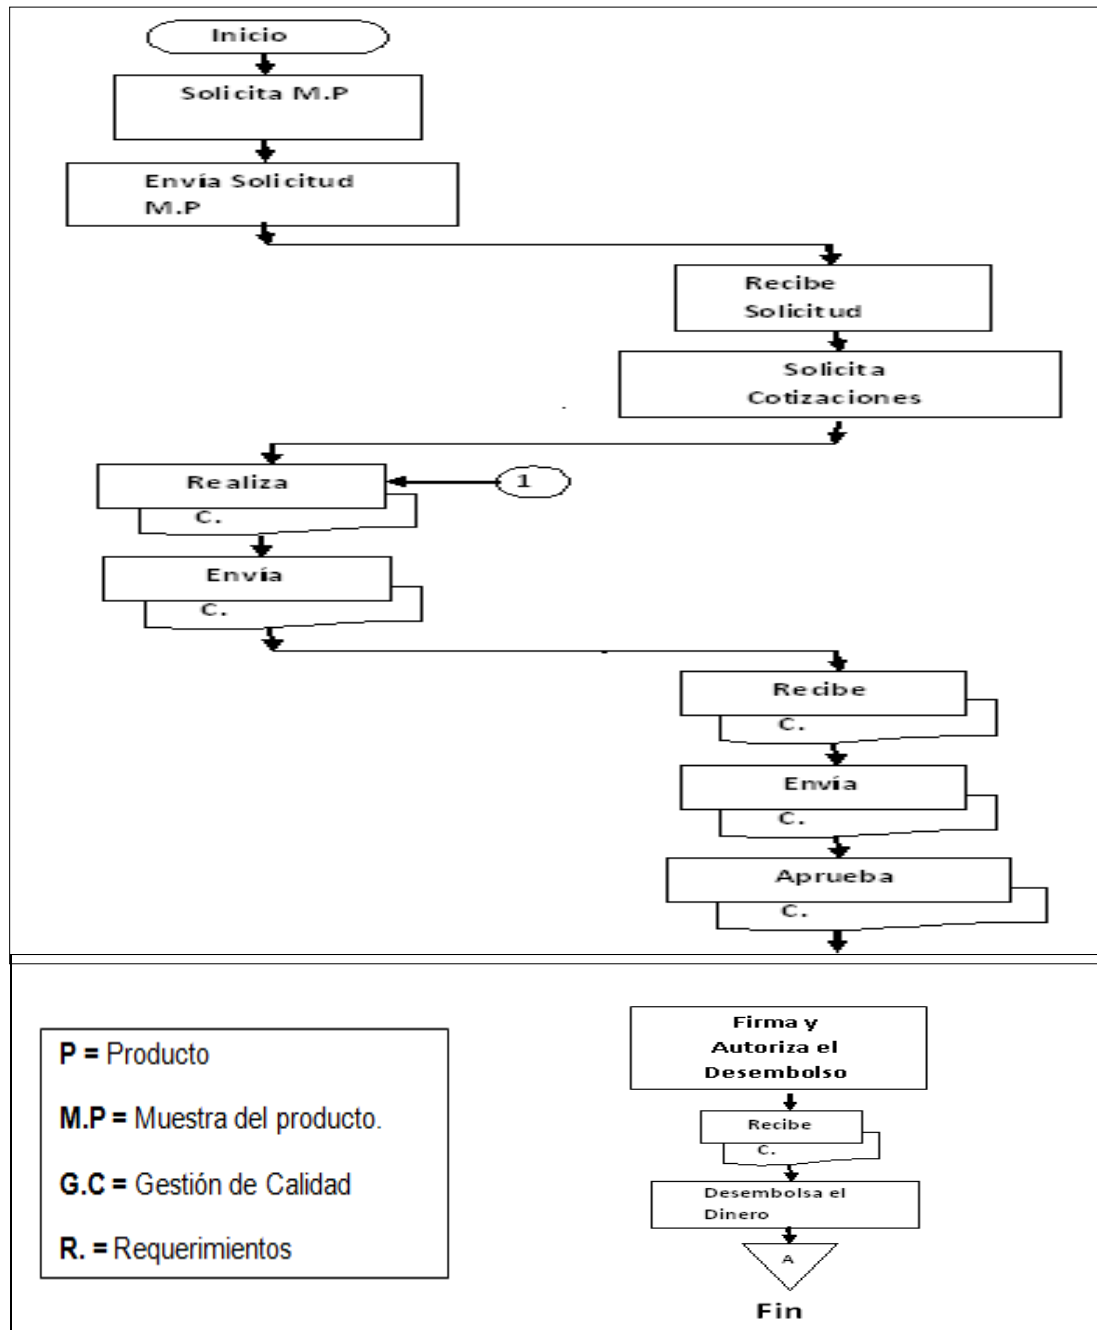 Inicio
Solicita M.P
Envía Solicitud
M.P
Recibe
Solicitud
Solicita
Cotizaciones
Realiza
1
C.
Envía
C.
Recibe
C.
Envía
C.
Aprueba
C.
P = Producto
M.P = Muestra del producto.
G.C = Gestión de Calidad
R. = Requerimientos
Firma y
Autoriza el
Desembolso
Recibe
C.
Desembolsa el
Dinero
A
Fin